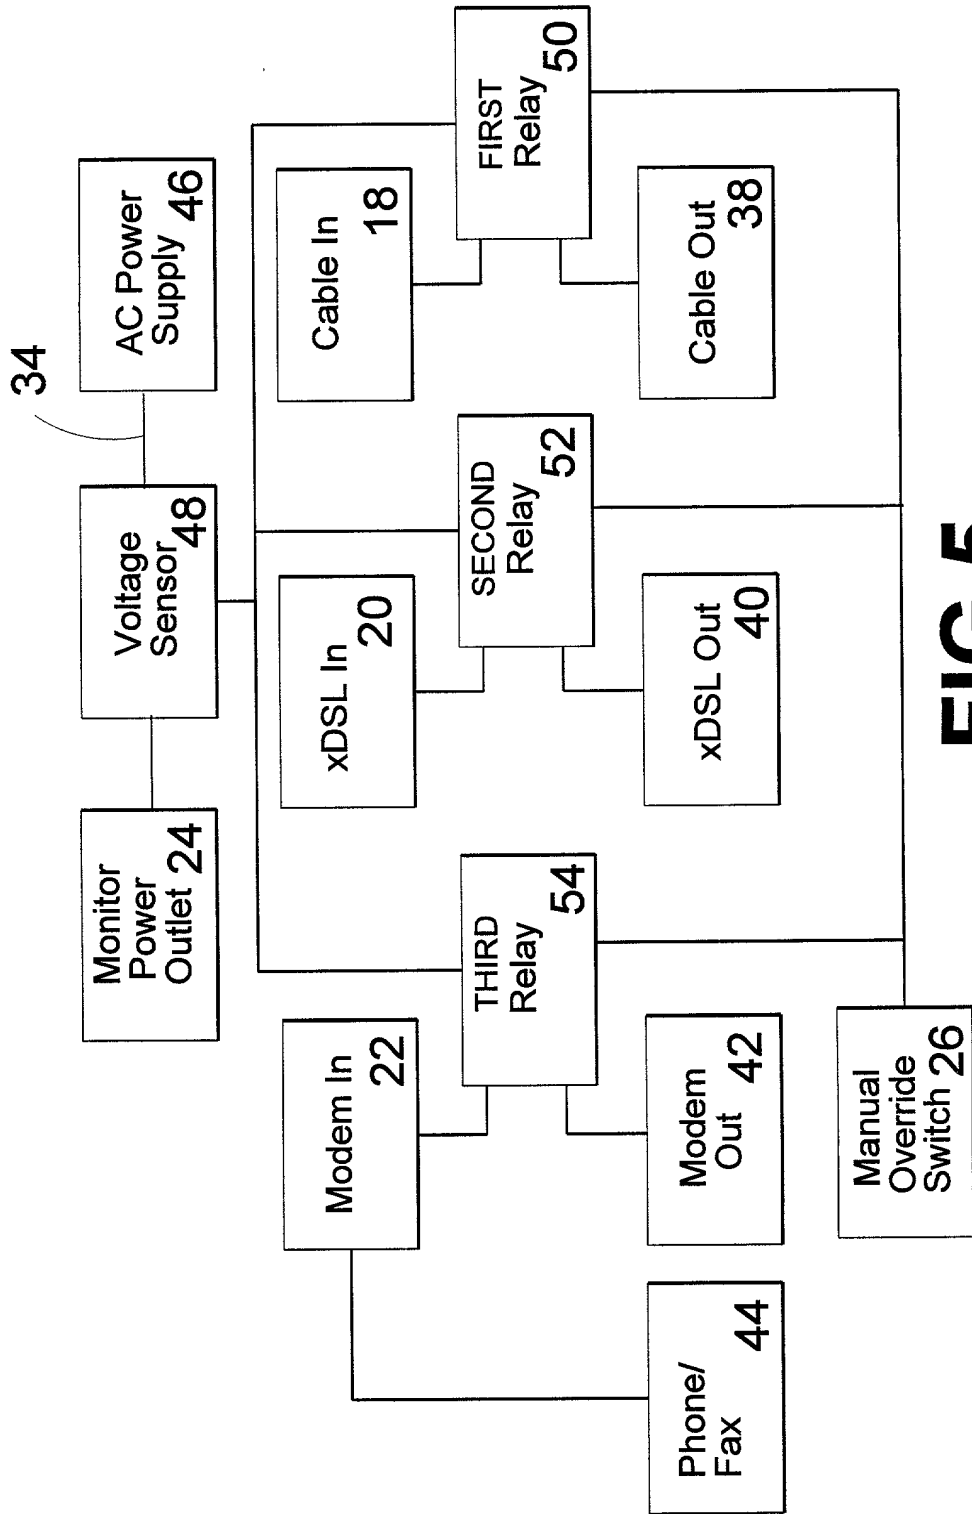 34
Monitor
Power
Outlet 24
Voltage
Sensor 48
AC Power
Supply 46
Modem In
22
xDSL In
20
Cable In
18
THIRD
Relay
54
SECOND
Relay
52
FIRST
Relay
50
Phone/
Fax
44
Modem
Out
42
xDSL Out
40
Cable Out
38
Manual
Override
Switch 26
FIG 5